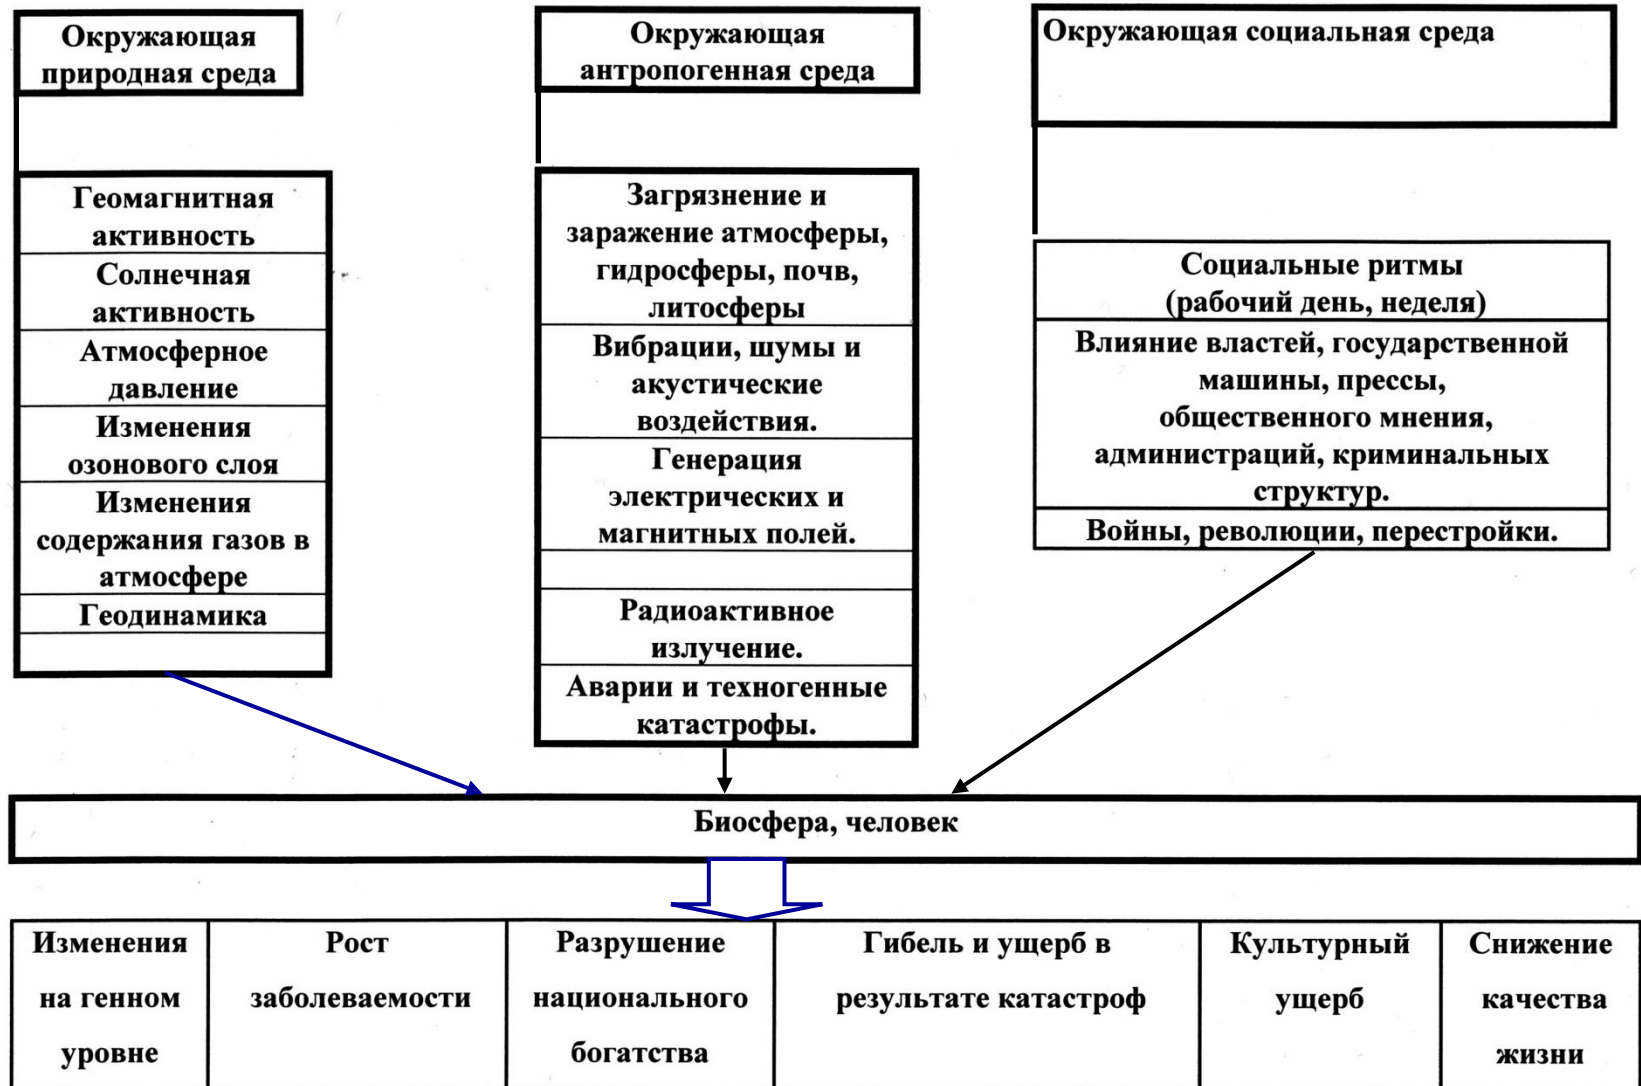 Окружающая
природная среда
Окружающая
антропогенная среда
Окружающая социальная среда
Геомагнитная
активность
Солнечная
активность
Атмосферное
давление
Изменения
озонового слоя
Изменения
содержания газов в
атмосфере
Геодинамика
Загрязнение и
заражение атмосферы,
гидросферы, почв,
литосферы
Вибрации, шумы и
акустические
воздействия.
Генерация
электрических и
магнитных полей.
Радиоактивное
излучение.
Аварии и техногенные
катастрофы.
Социальные ритмы
(рабочий день, неделя)
Влияние властей, государственной
машины, прессы,
общественного мнения,
администраций, криминальных
структур.
Войны, революции, перестройки.
Биосфера, человек
Изменения
на генном
уровне
Рост
заболеваемости
Разрушение
национального
богатства
Гибель и ущерб в
результате катастроф
Культурный
ущерб
Снижение
качества
жизни